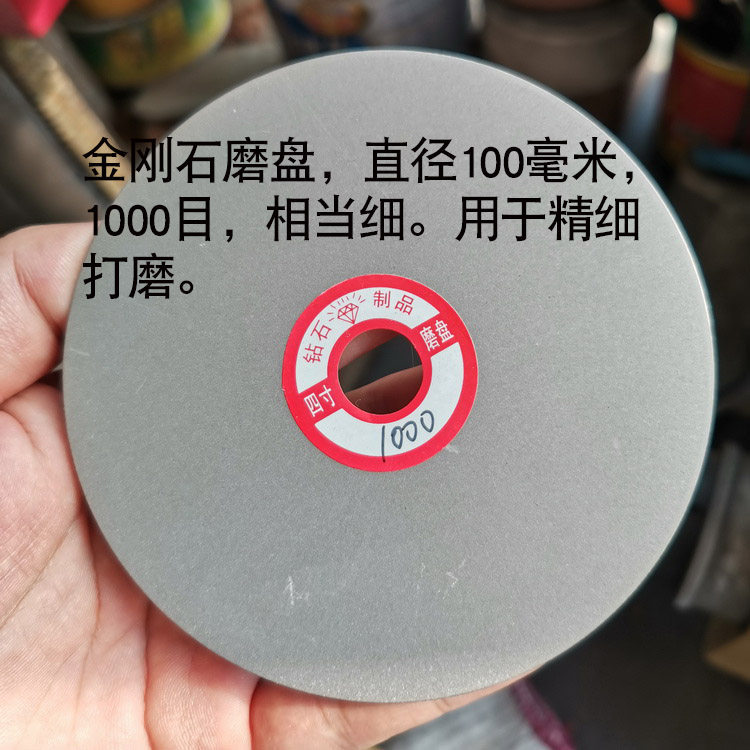 金刚石磨盘，直径100毫米，
1000目，相当细。用于精细
打磨。
钻石 制品
四寸 磨盘
1000